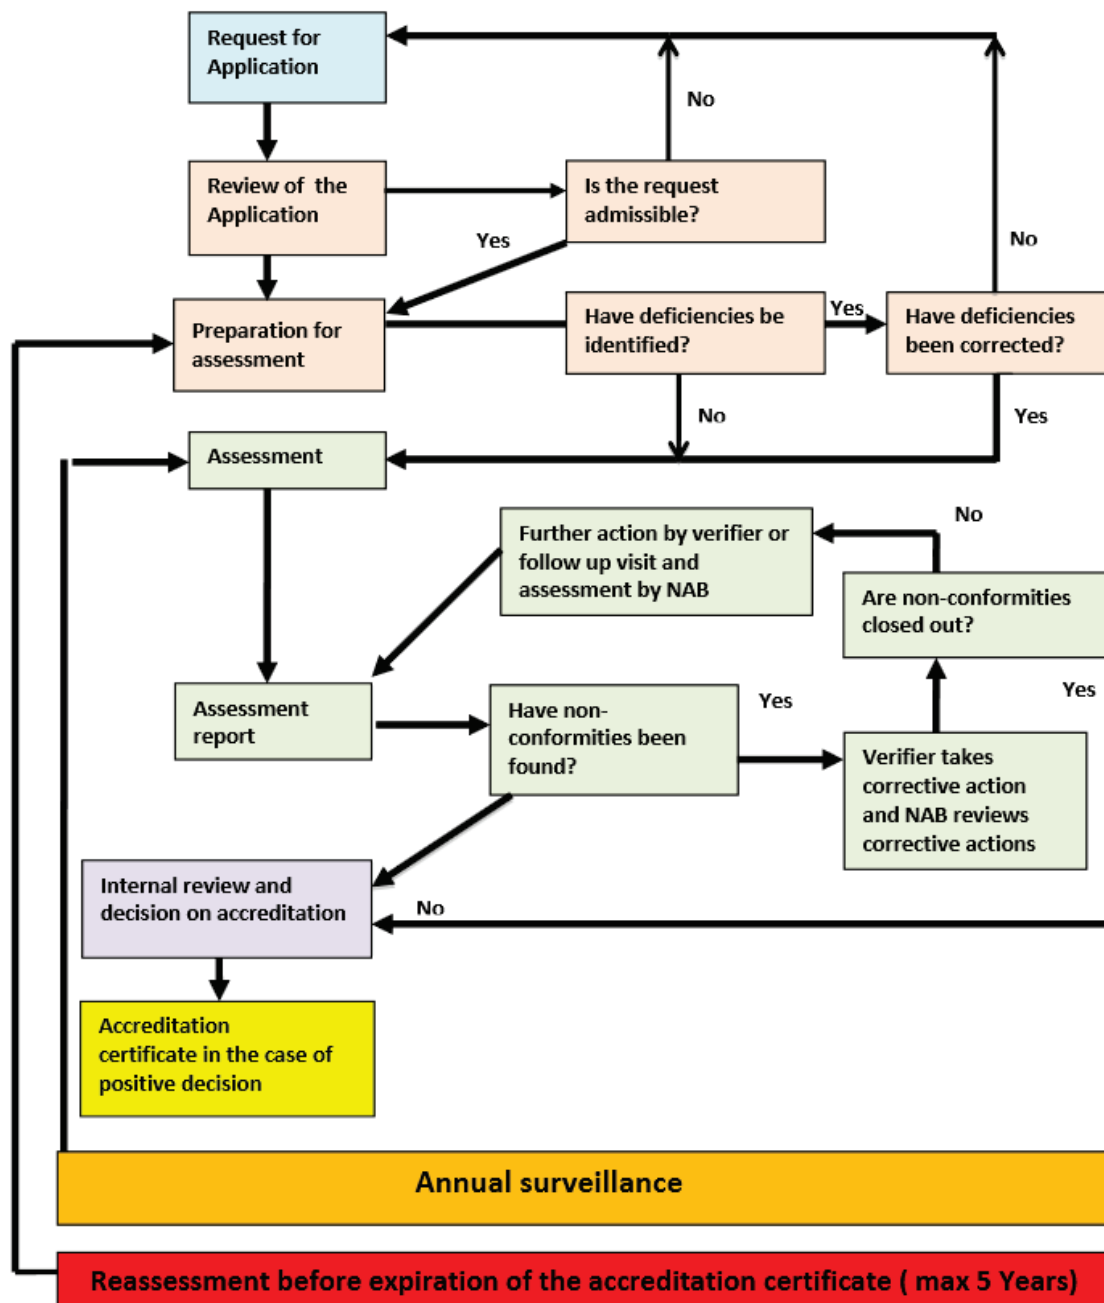 Request for
Application
No
Review of the
Application
Is the request
admissible?
Yes
No
Preparation for
assessment
Have deficiencies be
identified?
Yes
Have deficiencies
been corrected?
No
Yes
Assessment
Further action by verifier or
follow up visit and
assessment by NAB
No
Are non-conformities
closed out?
Assessment
report
Have non-
conformities been
found?
Yes
Yes
Verifier takes
corrective action
and NAB reviews
corrective actions
Internal review and
decision on accreditation
No
Accreditation
certificate in the case of
positive decision
Annual surveillance
Reassessment before expiration of the accreditation certificate ( max 5 Years)